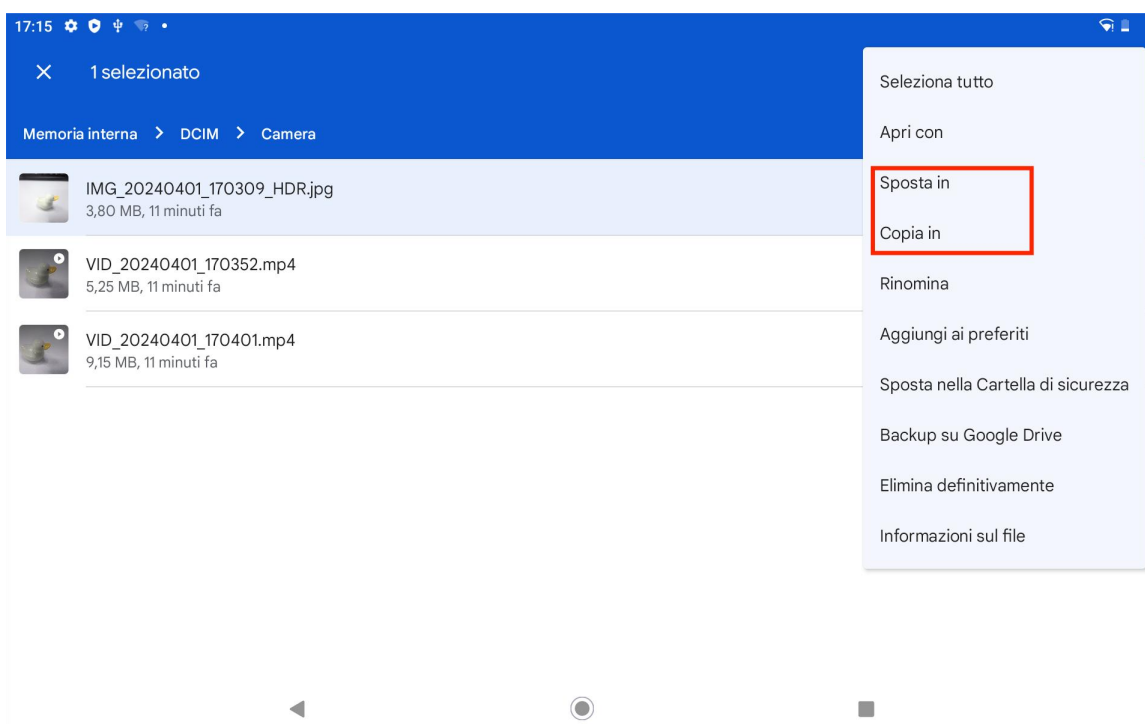 17:15
1 selezionato
Memoria interna > DCIM > Camera
IMG_20240401_170309_HDR.jpg
3,80 MB, 11 minuti fa
VID_20240401_170352.mp4
5,25 MB, 11 minuti fa
VID_20240401_170401.mp4
9,15 MB, 11 minuti fa
Seleziona tutto
Apri con
Sposta in
Copia in
Rinomina
Aggiungi ai preferiti
Sposta nella Cartella di sicurezza
Backup su Google Drive
Elimina definitivamente
Informazioni sul file